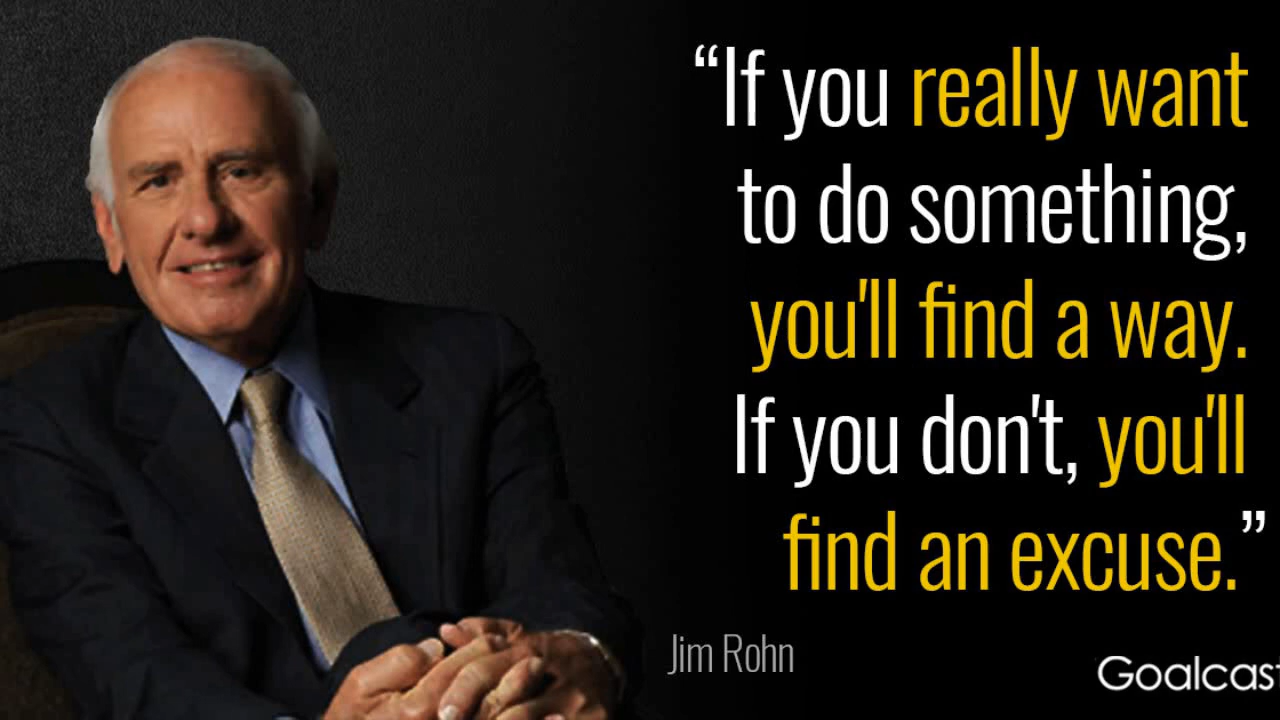 “If you really want
to do something,
you'll find a way.
If you don't, you'll
find an excuse.”
Jim Rohn
Goalcast